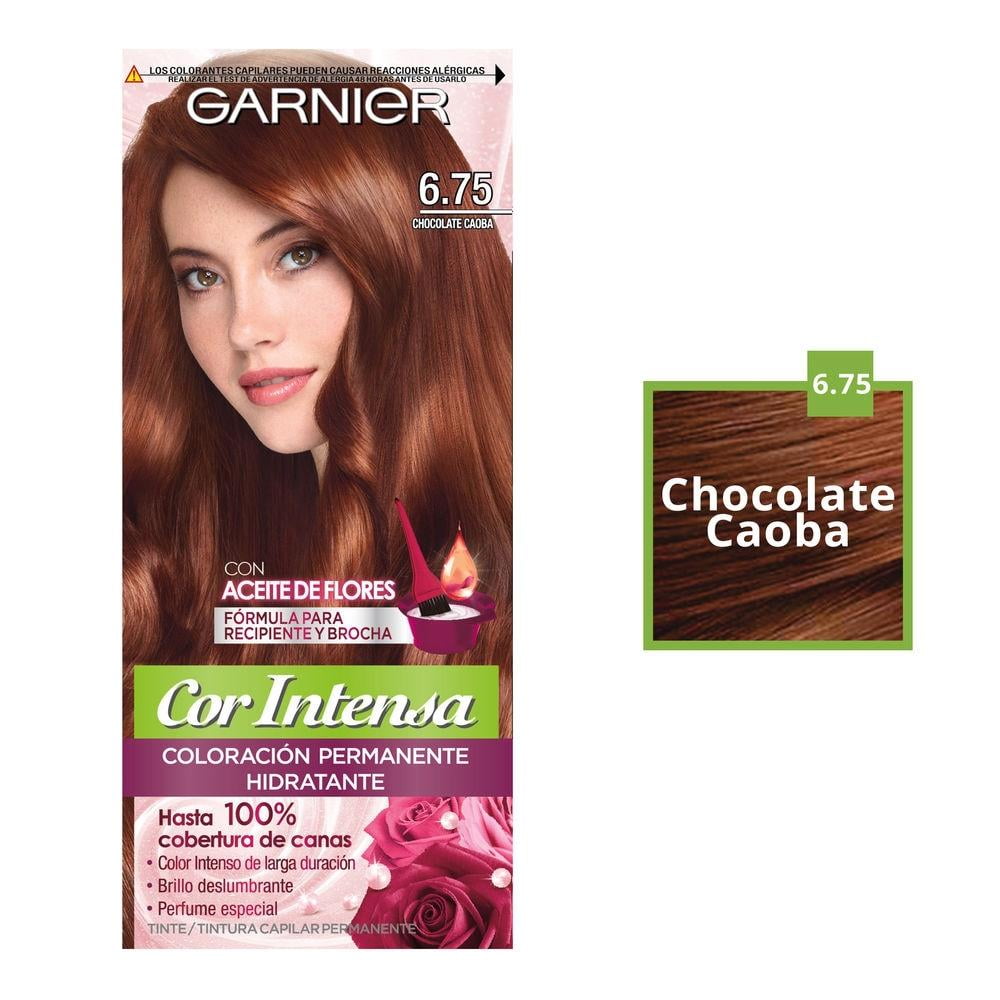 LOS COLORANTES CAPILARES PUEDEN CAUSAR REACCIONES ALÉRGICAS
REALIZAR EL TEST DE ADVERTENCIA DE ALERGIA 48 HORAS ANTES DE USARLO
GARNIER
6.75
CHOCOLATE CAOBA
CON
ACEITE DE FLORES
FÓRMULA PARA
RECIPIENTE Y BROCHA
Cor Intensa
COLORACIÓN PERMANENTE
HIDRATANTE
Hasta 100%
cobertura de canas
• Color Intenso de larga duración
• Brillo deslumbrante
• Perfume especial
TINTE/TINTURA CAPILAR PERMANENTE
6.75
Chocolate
Caoba